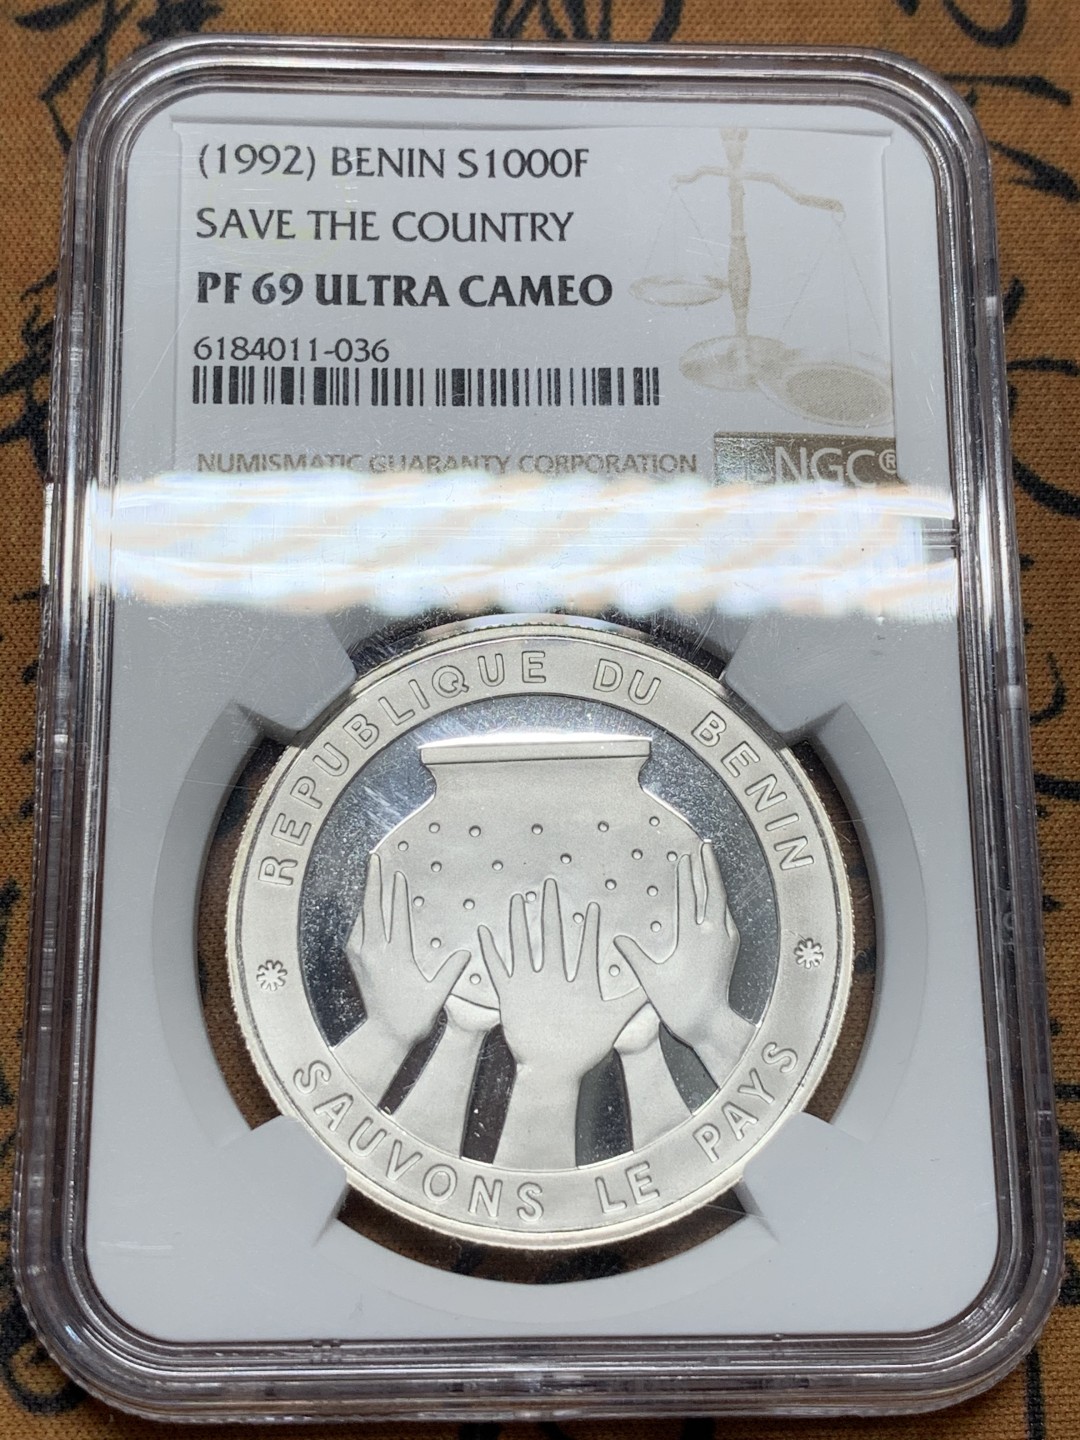 (1992) BENIN S1000F
SAVE THE COUNTRY
PF 69 ULTRA CAMEO
6184011-036
NUMISMATIC GUARANTY CORPORATION
NGC®
REPUBLIQUE DU BENIN
SAUVONS LE PAYS